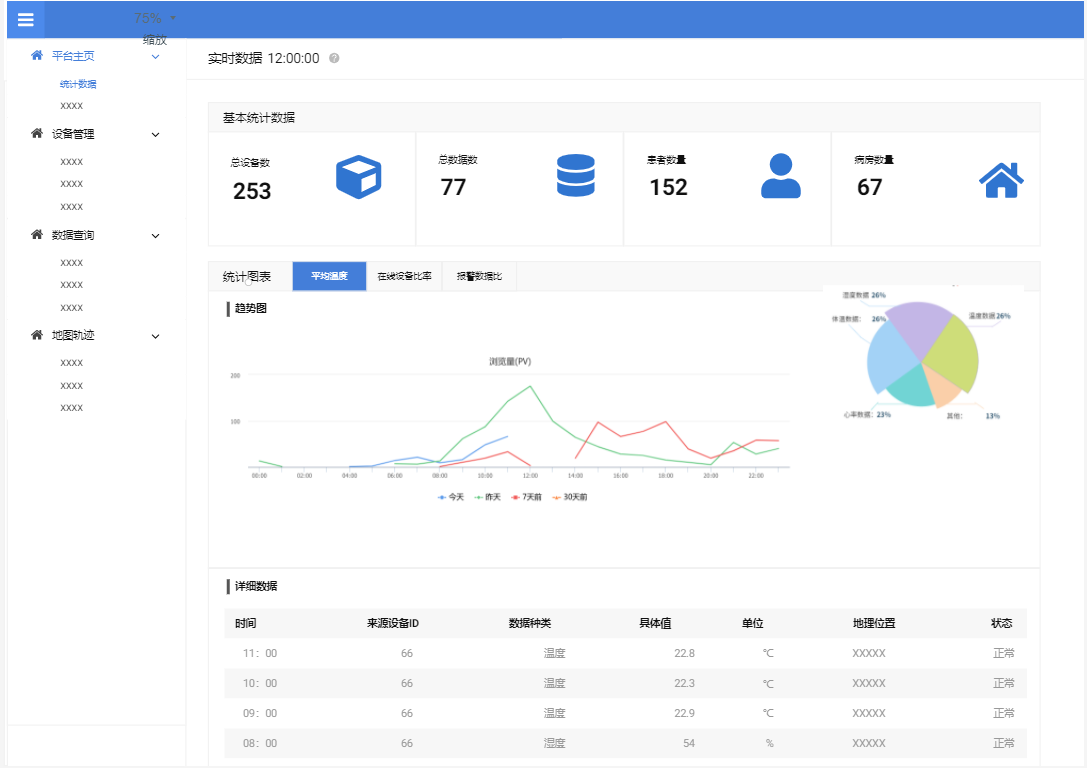 75%
缩放
平台主页
统计数据
XXXX
设备管理
XXXX
XXXX
XXXX
数据查询
XXXX
XXXX
XXXX
地图轨迹
XXXX
XXXX
XXXX
实时数据 12:00:00 ?
基本统计数据
总设备数
253
总数据数
77
患者数量
152
病房数量
67
统计图表 平均温度 在线设备比率 报警数据比
趋势图
浏览量(PV)
200
100
00:00 02:00 04:00 06:00 08:00 10:00 12:00 14:00 16:00 18:00 20:00 22:00
今天 昨天 7天前 30天前
湿度数据 26%
体温数据: 26%
温度数据 26%
心率数据: 23%
其他: 13%
详细数据
时间 来源设备ID 数据种类 具体值 单位 地理位置 状态
11: 00 66 温度 22.8 ℃ XXXXX 正常
10: 00 66 温度 22.3 ℃ XXXXX 正常
09: 00 66 温度 22.9 ℃ XXXXX 正常
08: 00 66 湿度 54 % XXXXX 正常